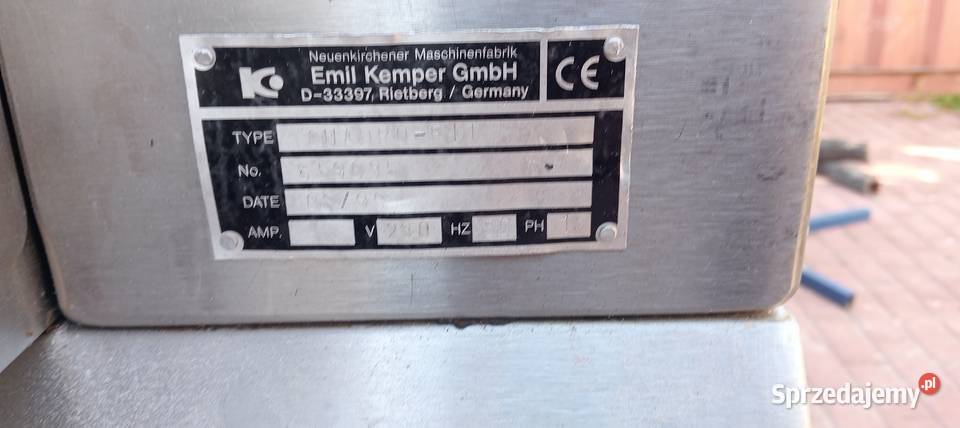 Neuenkirchener Maschinenfabrik
Emil Kemper GmbH
D-33397, Rietberg / Germany
CE
TYPE
No.
DATE
AMP. V 230 HZ PH 1
Sprzedajemy.pl